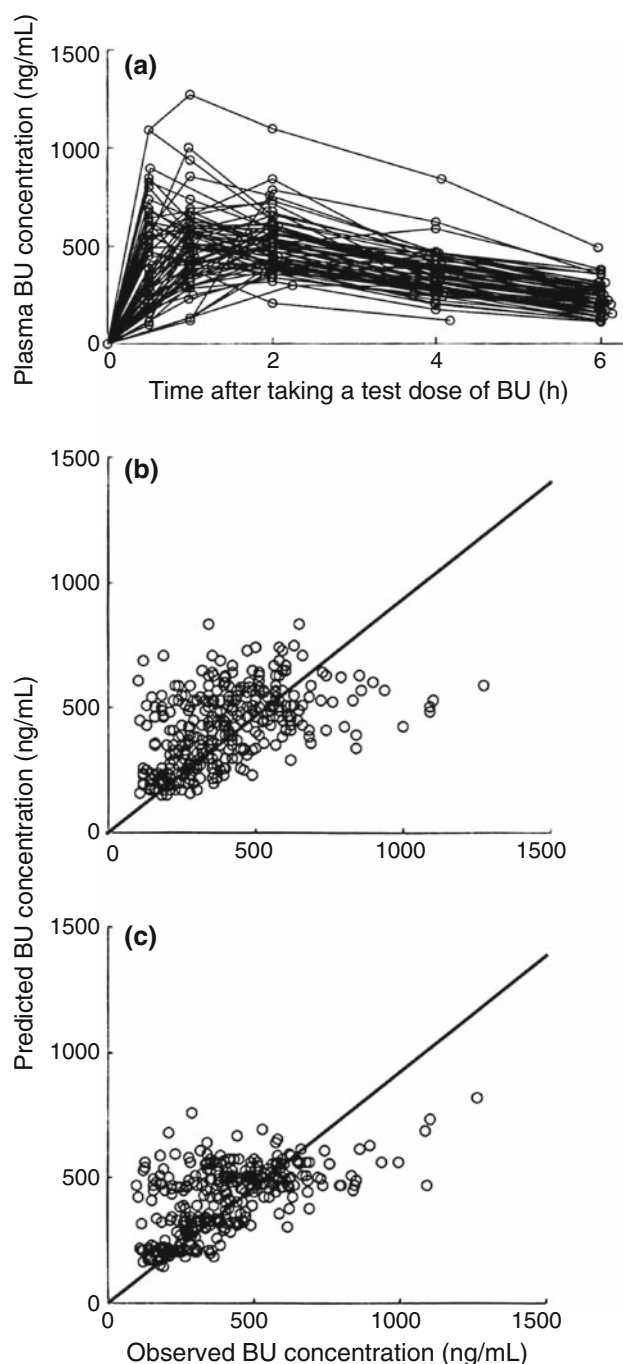 (a)
Plasma BU concentration (ng/mL)
1500
1000
500
0
0 2 4 6
Time after taking a test dose of BU (h)
(b)
Predicted BU concentration (ng/mL)
1500
1000
500
0
0 500 1000 1500
(c)
1500
1000
500
0
0 500 1000 1500
Observed BU concentration (ng/mL)